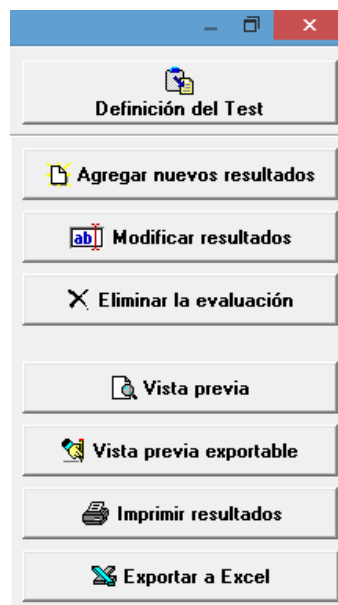 Definición del Test
Agregar nuevos resultados
ab Modificar resultados
Eliminar la evaluación
Vista previa
Vista previa exportable
Imprimir resultados
Exportar a Excel